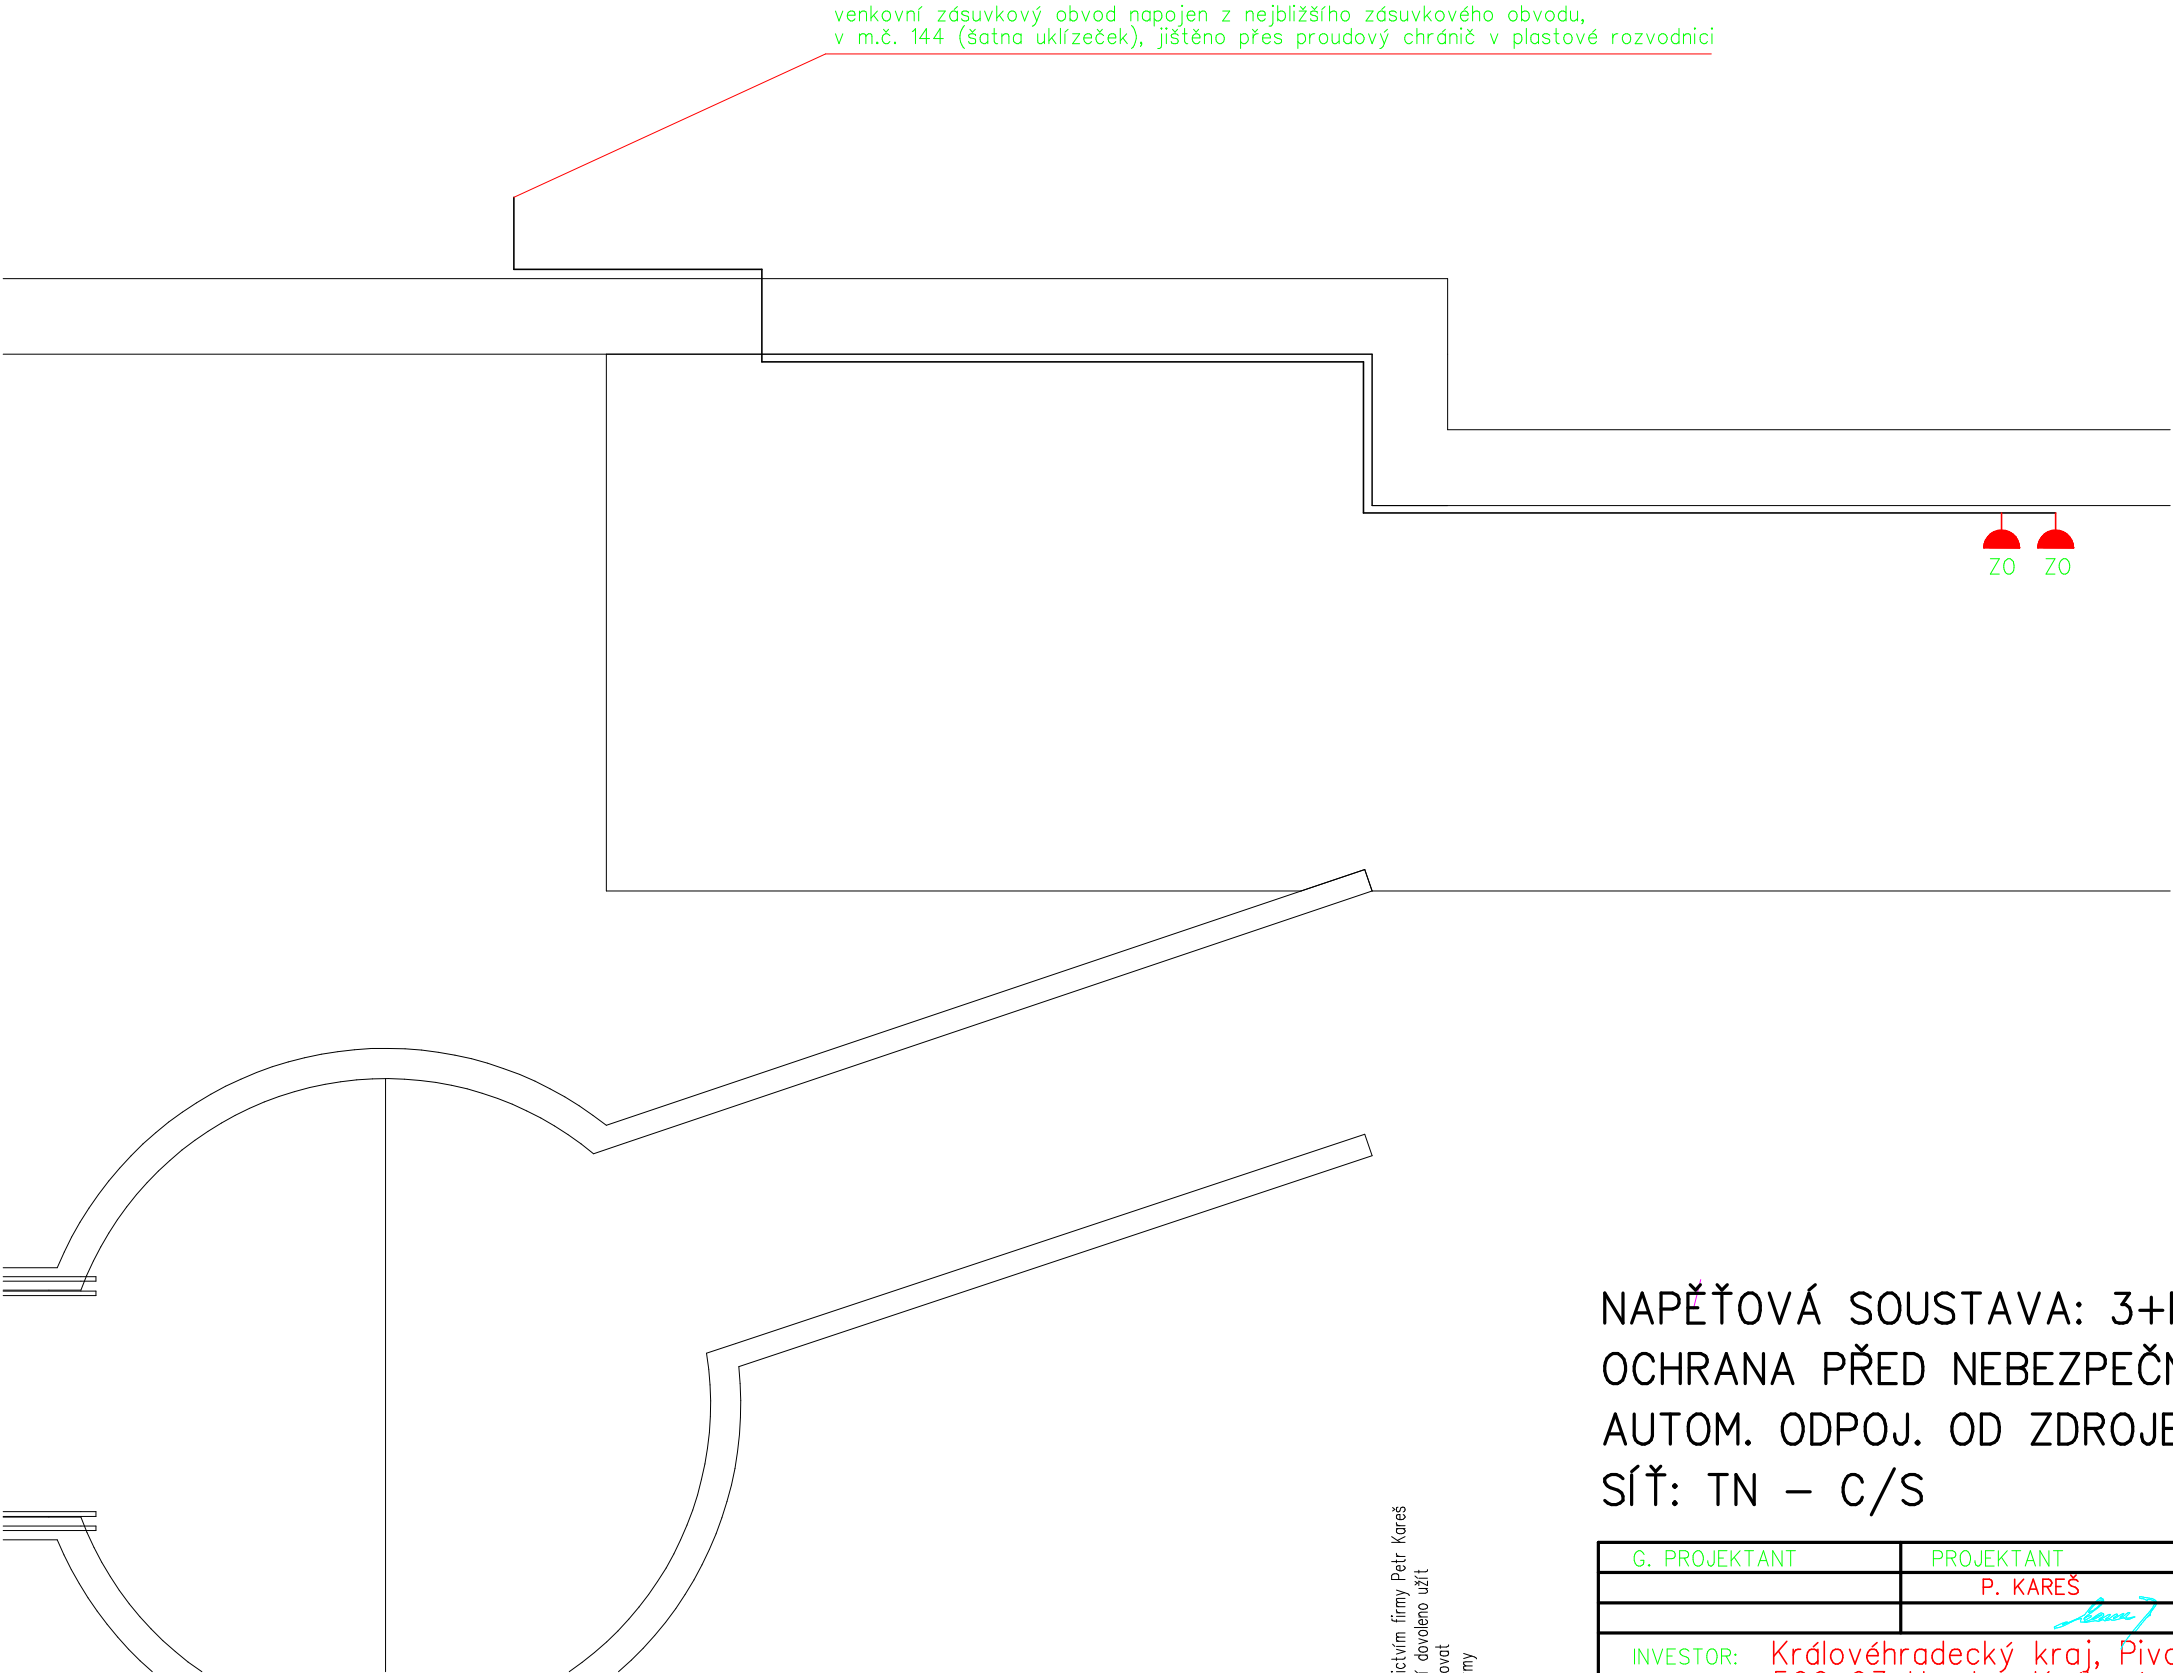 venkovní zásuvkový obvod napojen z nejbližšího zásuvkového obvodu,
v m.č. 144 (šatna uklízeček), jištěno přes proudový chránič v plastové rozvodnici
ZO ZO
NAPĚŤOVÁ SOUSTAVA:
OCHRANA PŘED
AUTOM. ODPOJ. OD ZDROJE
SÍŤ: TN – C/S
firmy Petr Kareš
dovoleno užít
G. PROJEKTANT PROJEKTANT
P. KAREŠ
INVESTOR: Královéhradecký kraj,